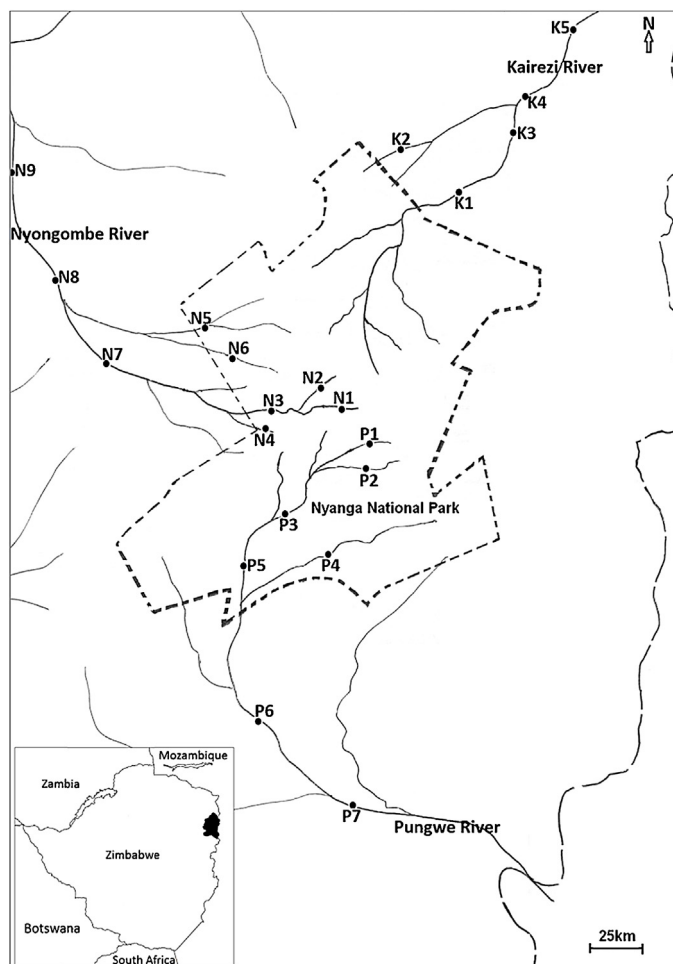 K5
N
Kairezi River
K4
K2
K3
N9
K1
Nyongombe River
N8
N5
N6
N7
N2
N3
N1
N4
P1
P2
Nyanga National Park
P3
P4
P5
P6
P7
Pungwe River
Mozambique
Zambia
Zimbabwe
Botswana
South Africa
25km